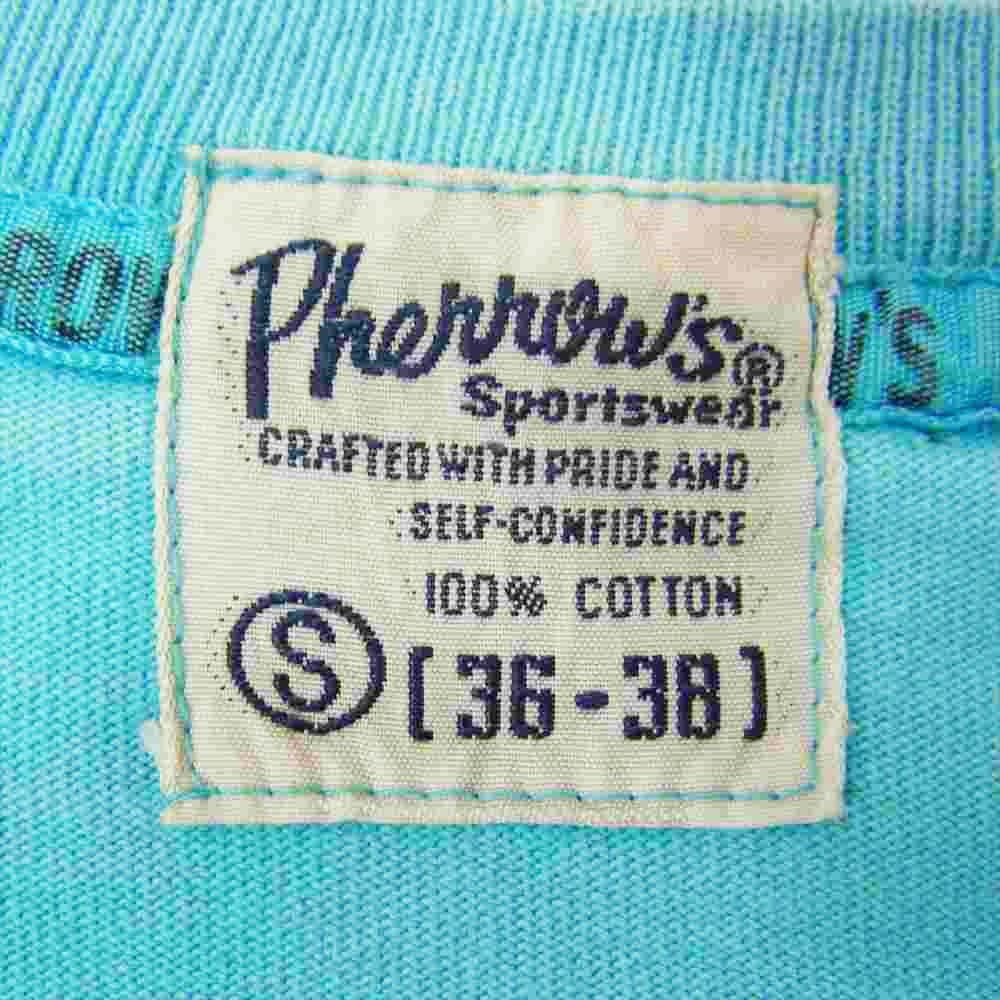 Pherrow's®
Sportswear
CRAFTED WITH PRIDE AND
SELF-CONFIDENCE
100% COTTON
S [36-38]